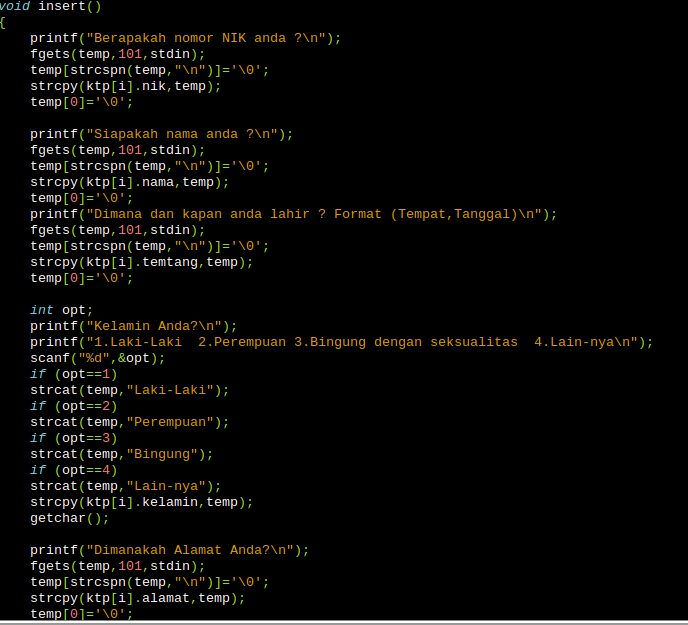 void insert()
{
    printf("Berapakah nomor NIK anda ?\n");
    fgets(temp,101,stdin);
    temp[strcspn(temp,"\n")]='\0';
    strcpy(ktp[i].nik,temp);
    temp[0]='\0';

    printf("Siapakah nama anda ?\n");
    fgets(temp,101,stdin);
    temp[strcspn(temp,"\n")]='\0';
    strcpy(ktp[i].nama,temp);
    temp[0]='\0';
    printf("Dimana dan kapan anda lahir ? Format (Tempat,Tanggal)\n");
    fgets(temp,101,stdin);
    temp[strcspn(temp,"\n")]='\0';
    strcpy(ktp[i].temtang,temp);
    temp[0]='\0';

    int opt;
    printf("Kelamin Anda?\n");
    printf("1.Laki-Laki  2.Perempuan 3.Bingung dengan seksualitas  4.Lain-nya\n");
    scanf("%d",&opt);
    if (opt==1)
    strcat(temp,"Laki-Laki");
    if (opt==2)
    strcat(temp,"Perempuan");
    if (opt==3)
    strcat(temp,"Bingung");
    if (opt==4)
    strcat(temp,"Lain-nya");
    strcpy(ktp[i].kelamin,temp);
    getchar();

    printf("Dimanakah Alamat Anda?\n");
    fgets(temp,101,stdin);
    temp[strcspn(temp,"\n")]='\0';
    strcpy(ktp[i].alamat,temp);
    temp[0]='\0';